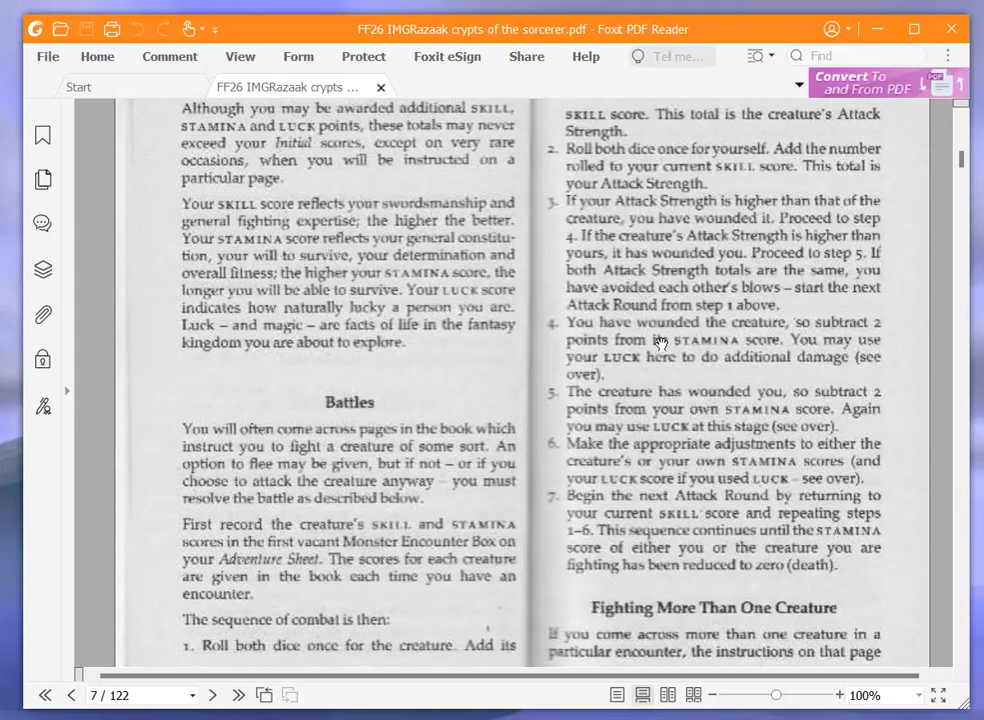 FF26 IMGRazaak crypts of the sorcerer.pdf - Foxit PDF Reader
File Home Comment View Form Protect Foxit eSign Share Help Tell me... Find
Start FF26 IMGRazaak crypts ... Convert To and From PDF PDF
Although you may be awarded additional SKILL,
STAMINA and LUCK points, these totals may never
exceed your Initial scores, except on very rare
occasions, when you will be instructed on a
particular page.
Your SKILL score reflects your swordsmanship and
general fighting expertise; the higher the better.
Your STAMINA score reflects your general constitu-
tion, your will to survive, your determination and
overall fitness; the higher your STAMINA score, the
longer you will be able to survive. Your LUCK score
indicates how naturally lucky a person you are.
Luck – and magic – are facts of life in the fantasy
kingdom you are about to explore.
Battles
You will often come across pages in the book which
instruct you to fight a creature of some sort. An
option to flee may be given, but if not – or if you
choose to attack the creature anyway – you must
resolve the battle as described below.
First record the creature's SKILL and STAMINA
scores in the first vacant Monster Encounter Box on
your Adventure Sheet. The scores for each creature
are given in the book each time you have an
encounter.
The sequence of combat is then:
1. Roll both dice once for the creature. Add its
SKILL score. This total is the creature's Attack
Strength.
2. Roll both dice once for yourself. Add the number
rolled to your current SKILL score. This total is
your Attack Strength.
3. If your Attack Strength is higher than that of the
creature, you have wounded it. Proceed to step
4. If the creature's Attack Strength is higher than
yours, it has wounded you. Proceed to step 5. If
both Attack Strength totals are the same, you
have avoided each other's blows – start the next
Attack Round from step 1 above.
4. You have wounded the creature, so subtract 2
points from STAMINA score. You may use
your LUCK here to do additional damage (see
over).
5. The creature has wounded you, so subtract 2
points from your own STAMINA score. Again
you may use LUCK at this stage (see over).
6. Make the appropriate adjustments to either the
creature's or your own STAMINA scores (and
your LUCK score if you used LUCK – see over).
7. Begin the next Attack Round by returning to
your current SKILL score and repeating steps
1–6. This sequence continues until the STAMINA
score of either you or the creature you are
fighting has been reduced to zero (death).
Fighting More Than One Creature
If you come across more than one creature in a
particular encounter, the instructions on that page
7 / 122 100%